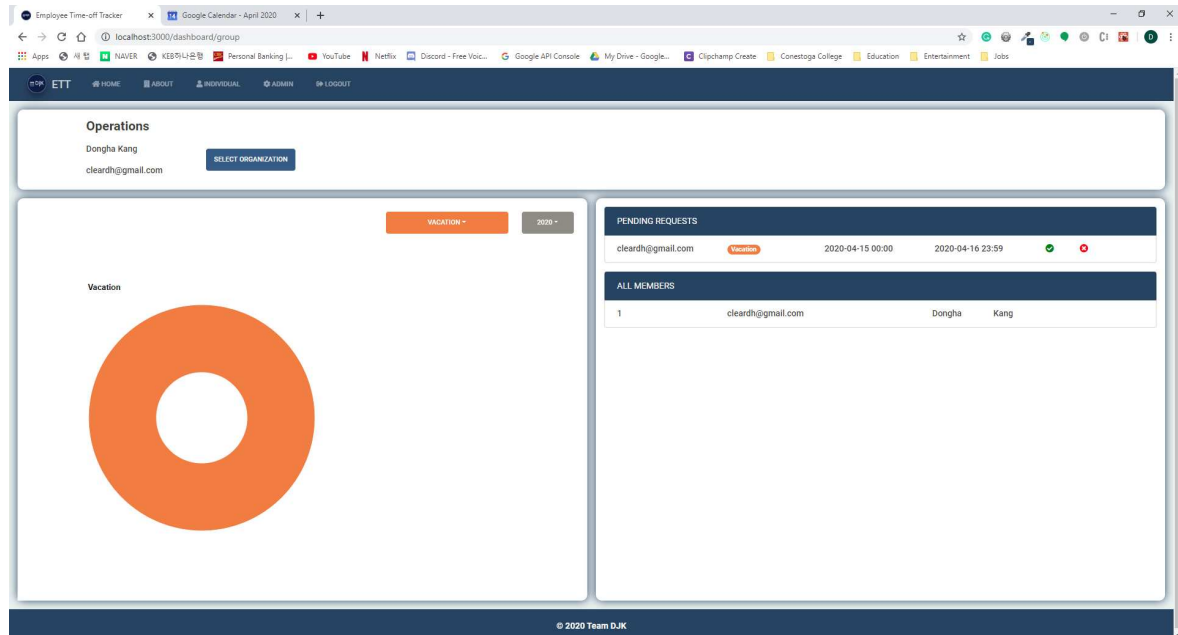 Employee Time-off Tracker
Google Calendar - April 2020
localhost:3000/dashboard/group
Apps 새 탭 NAVER KEB하나은행 Personal Banking |... YouTube Netflix Discord - Free Voic... Google API Console My Drive - Google... Clipchamp Create Conestoga College Education Entertainment Jobs
ETT HOME ABOUT INDIVIDUAL ADMIN LOGOUT
Operations
Dongha Kang
cleardh@gmail.com
SELECT ORGANIZATION
VACATION 2020
Vacation
PENDING REQUESTS
cleardh@gmail.com Vacation 2020-04-15 00:00 2020-04-16 23:59
ALL MEMBERS
1 cleardh@gmail.com Dongha Kang
© 2020 Team DJK